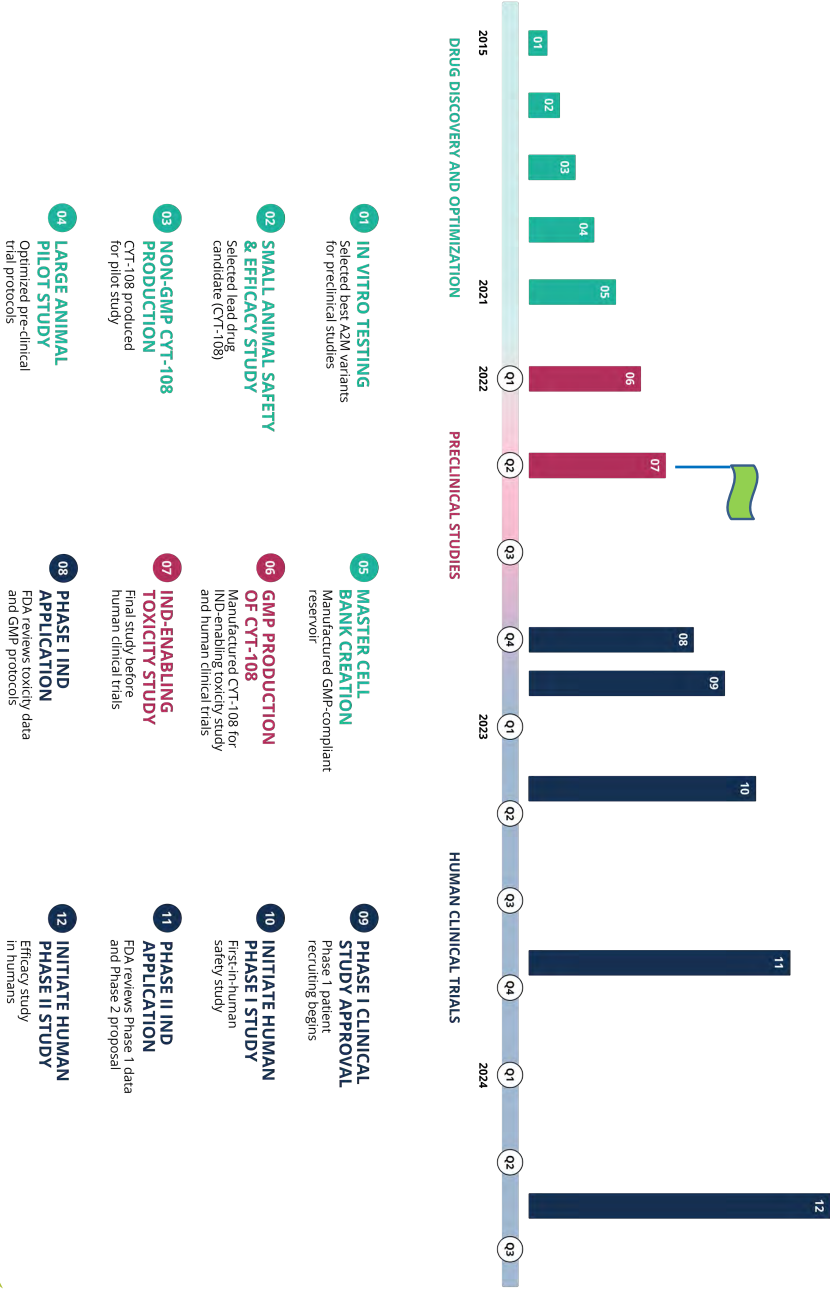 01
02
03
04
05
06
07
08
09
10
11
12
Q1
Q2
Q3
Q4
Q1
Q2
Q3
Q4
Q1
Q2
Q3
2015
2021
2022
2023
2024
DRUG DISCOVERY AND OPTIMIZATION
PRECLINICAL STUDIES
HUMAN CLINICAL TRIALS
01
IN VITRO TESTING
Selected best A2M variants
for preclinical studies
02
SMALL ANIMAL SAFETY
& EFFICACY STUDY
Selected lead drug
candidate (CYT-108)
03
NON-GMP CYT-108
PRODUCTION
CYT-108 produced
for pilot study
04
LARGE ANIMAL
PILOT STUDY
Optimized pre-clinical
trial protocols
05
MASTER CELL
BANK CREATION
Manufactured GMP-compliant
reservoir
06
GMP PRODUCTION
OF CYT-108
Manufactured CYT-108 for
IND-enabling toxicity study
and human clinical trials
07
IND-ENABLING
TOXICITY STUDY
Final study before
human clinical trials
08
PHASE I IND
APPLICATION
FDA reviews toxicity data
and GMP protocols
09
PHASE I CLINICAL
STUDY APPROVAL
Phase 1 patient
recruiting begins
10
INITIATE HUMAN
PHASE I STUDY
First-in-human
safety study
11
PHASE II IND
APPLICATION
FDA reviews Phase 1 data
and Phase 2 proposal
12
INITIATE HUMAN
PHASE II STUDY
Efficacy study
in humans